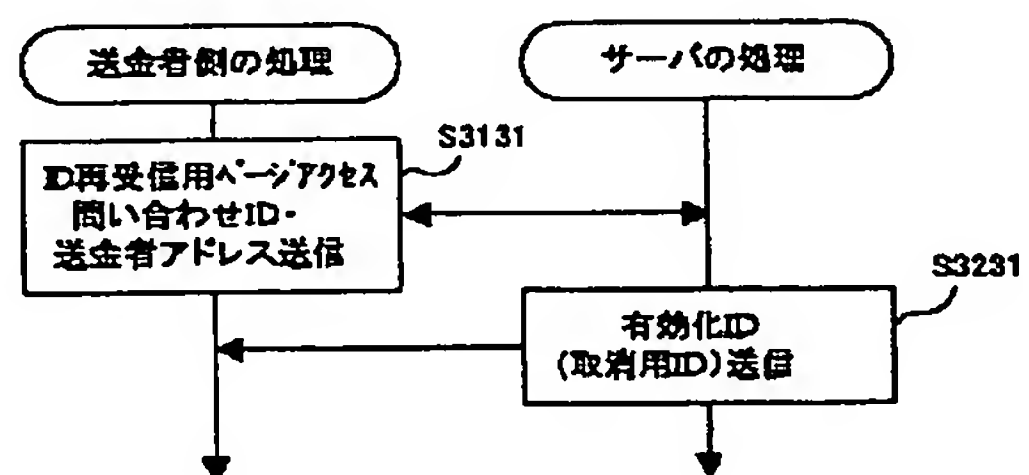 送金者側の処理
サーバの処理
S3131
ID再受信用ページアクセス
問い合わせID・
送金者アドレス送信
S3231
有効化ID
(取消用ID)送信